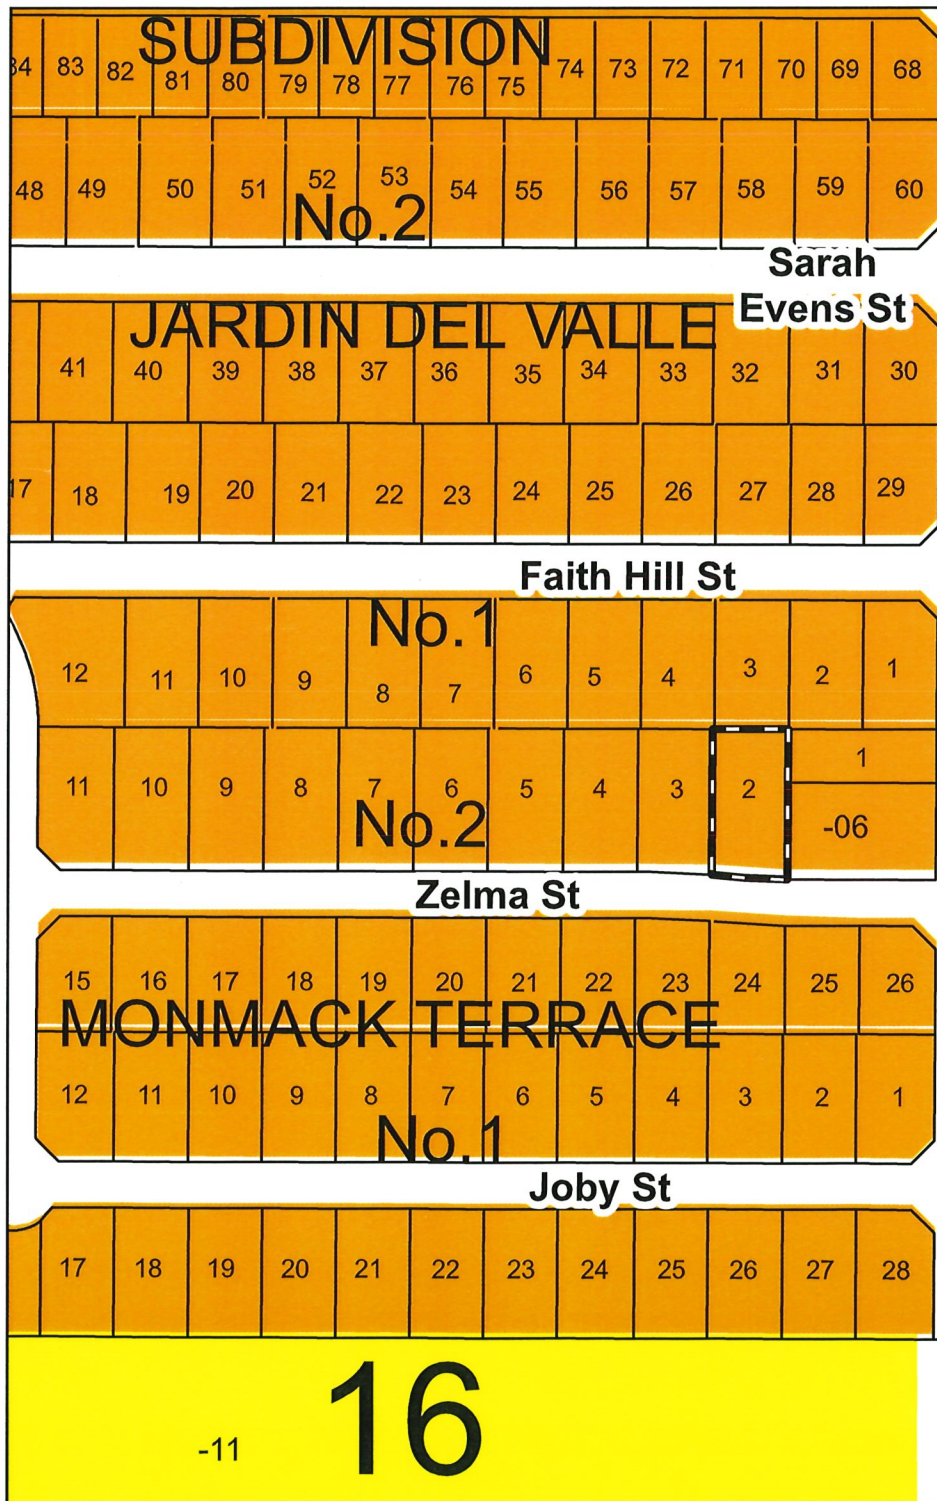 SUBDIVISION
84 83 82 81 80 79 78 77 76 75 74 73 72 71 70 69 68
48 49 50 51 52 53 54 55 56 57 58 59 60
No.2
Sarah
Evens St
JARDIN DEL VALLE
41 40 39 38 37 36 35 34 33 32 31 30
17 18 19 20 21 22 23 24 25 26 27 28 29
Faith Hill St
No.1
12 11 10 9 8 7 6 5 4 3 2 1
1
11 10 9 8 7 6 5 4 3 2
-06
No.2
Zelma St
15 16 17 18 19 20 21 22 23 24 25 26
MONMACK TERRACE
12 11 10 9 8 7 6 5 4 3 2 1
No.1
Joby St
17 18 19 20 21 22 23 24 25 26 27 28
16
-11